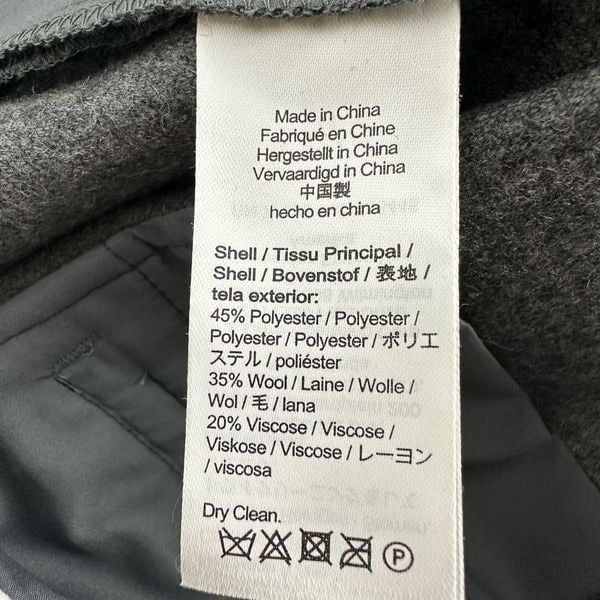 Made in China
Fabriqué en Chine
Hergestellt in China
Vervaardigd in China
中国製
hecho en china
Shell / Tissu Principal /
Shell / Bovenstof / 表地 /
tela exterior:
45% Polyester / Polyester /
Polyester / Polyester / ポリエ
ステル / poliéster
35% Wool / Laine / Wolle /
Wol / 毛 / lana
20% Viscose / Viscose /
Viskose / Viscose / レーヨン
/ viscosa
Dry Clean.
P